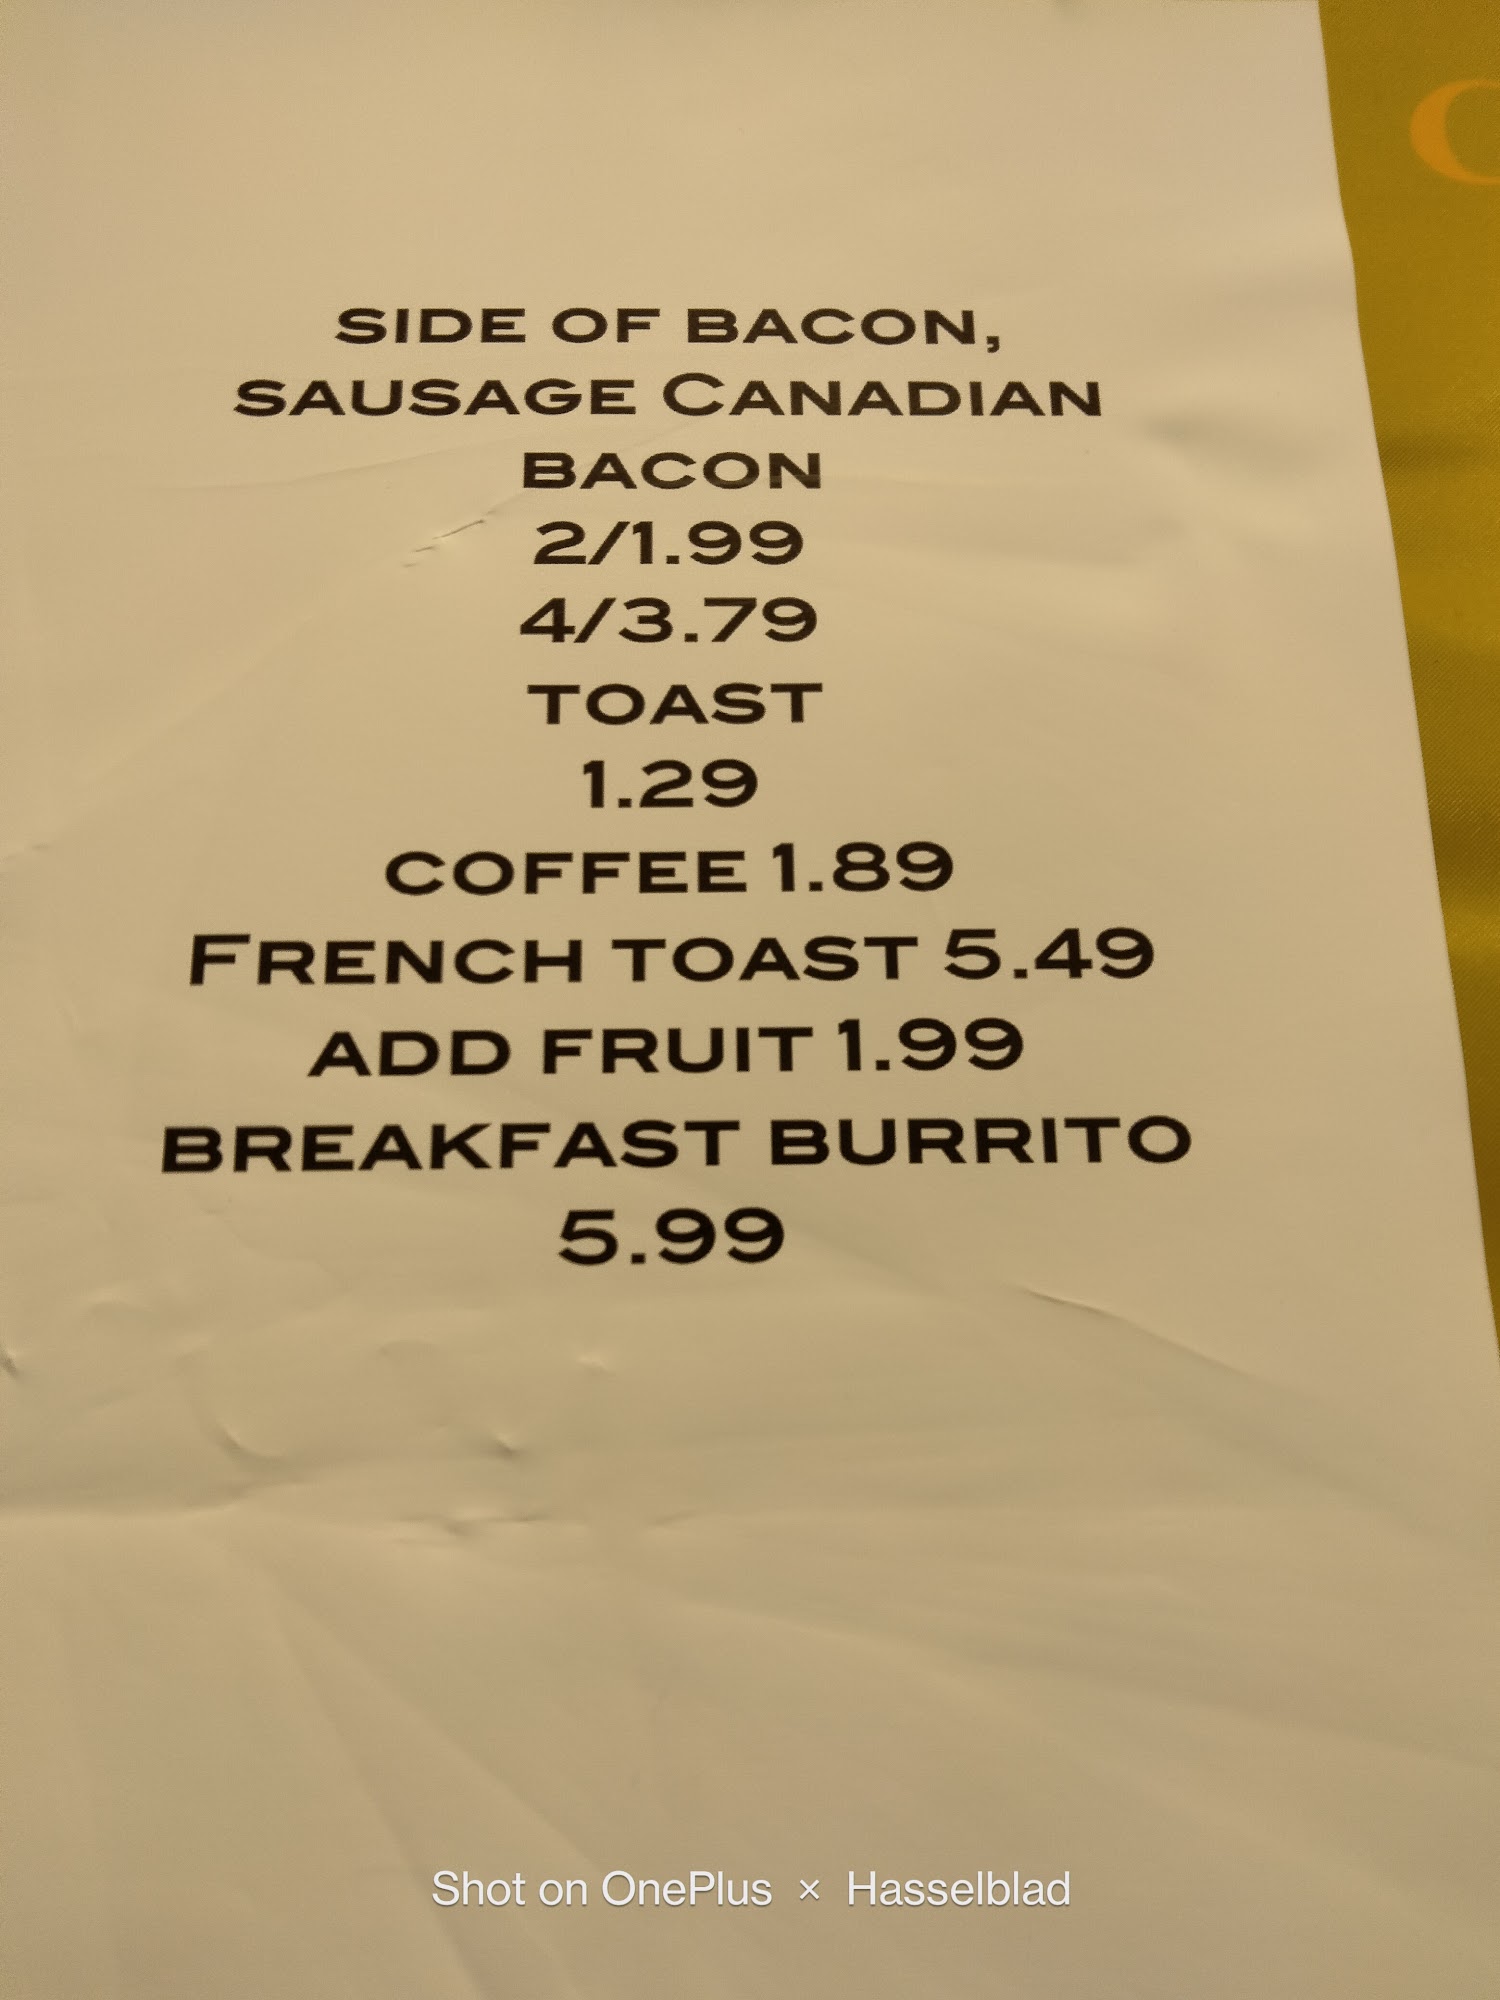 SIDE OF BACON,
SAUSAGE CANADIAN
BACON
2/1.99
4/3.79
TOAST
1.29
COFFEE 1.89
FRENCH TOAST 5.49
ADD FRUIT 1.99
BREAKFAST BURRITO
5.99
Shot on OnePlus × Hasselblad